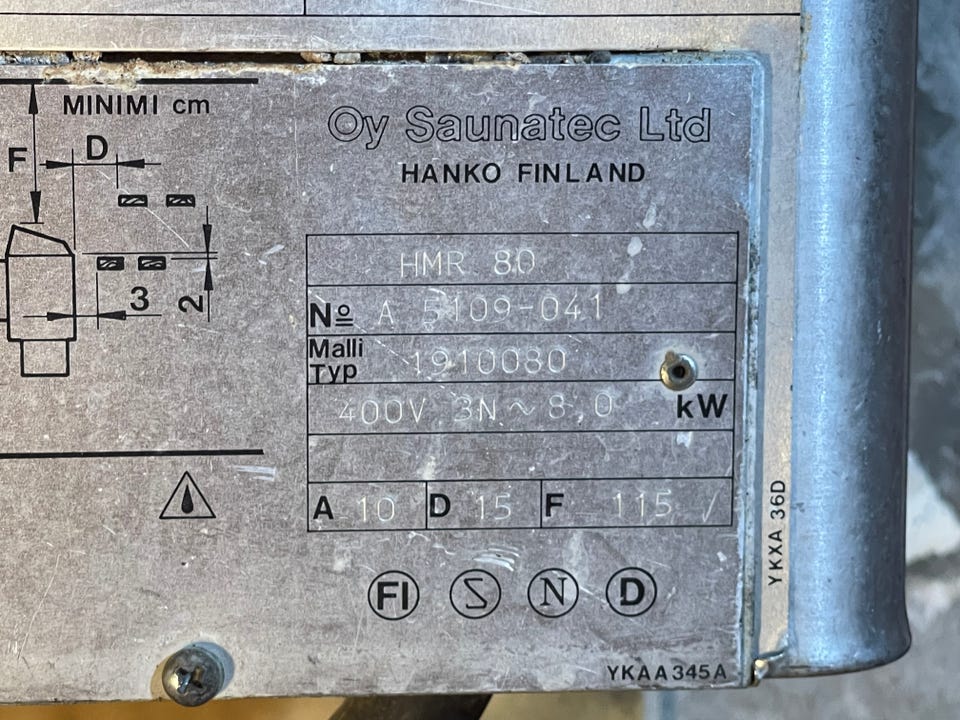 MINIMI cm
F
D
3
2
Oy Saunatec Ltd
HANKO FINLAND
HMR 80
№ A 5109-041
Malli
Typ 1910080
400V 3N ~ 8,0 kW
A 10 D 15 F 115 /
FI S N D
YKAA345A
YKXA 36D